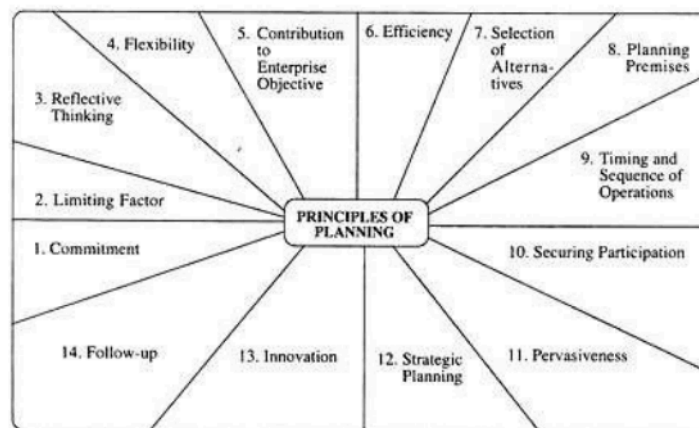 PRINCIPLES OF
PLANNING
1. Commitment
2. Limiting Factor
3. Reflective
Thinking
4. Flexibility
5. Contribution
to
Enterprise
Objective
6. Efficiency
7. Selection
of
Alterna-
tives
8. Planning
Premises
9. Timing and
Sequence of
Operations
10. Securing Participation
11. Pervasiveness
12. Strategic
Planning
13. Innovation
14. Follow-up